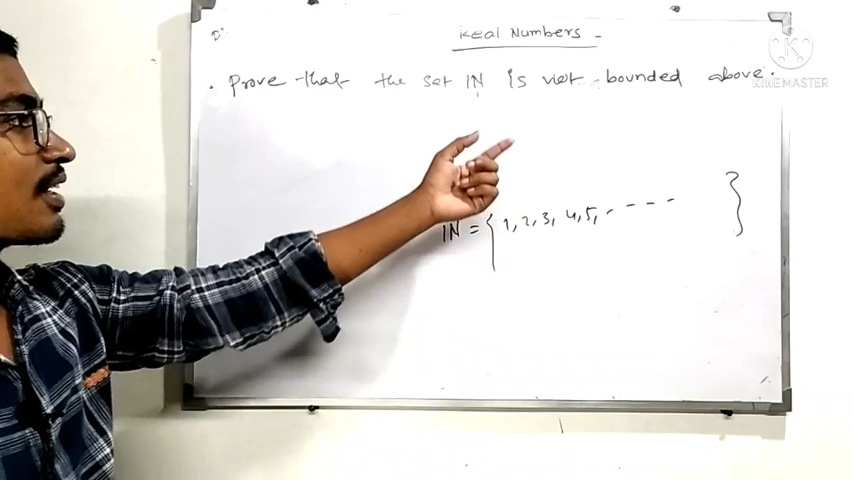 Real Numbers -
. Prove that the set IN is not bounded above.
KINEMASTER
IN = { 1, 2, 3, 4, 5, - - - - }